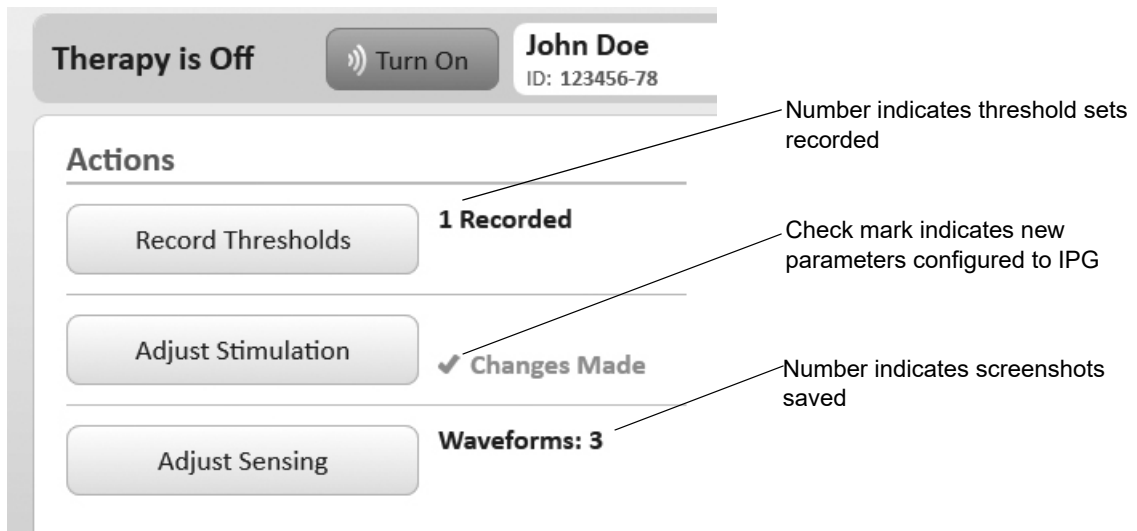 Therapy is Off
Turn On
John Doe
ID: 123456-78
Number indicates threshold sets
recorded
Actions
Record Thresholds
1 Recorded
Check mark indicates new
parameters configured to IPG
Adjust Stimulation
✔ Changes Made
Number indicates screenshots
saved
Adjust Sensing
Waveforms: 3